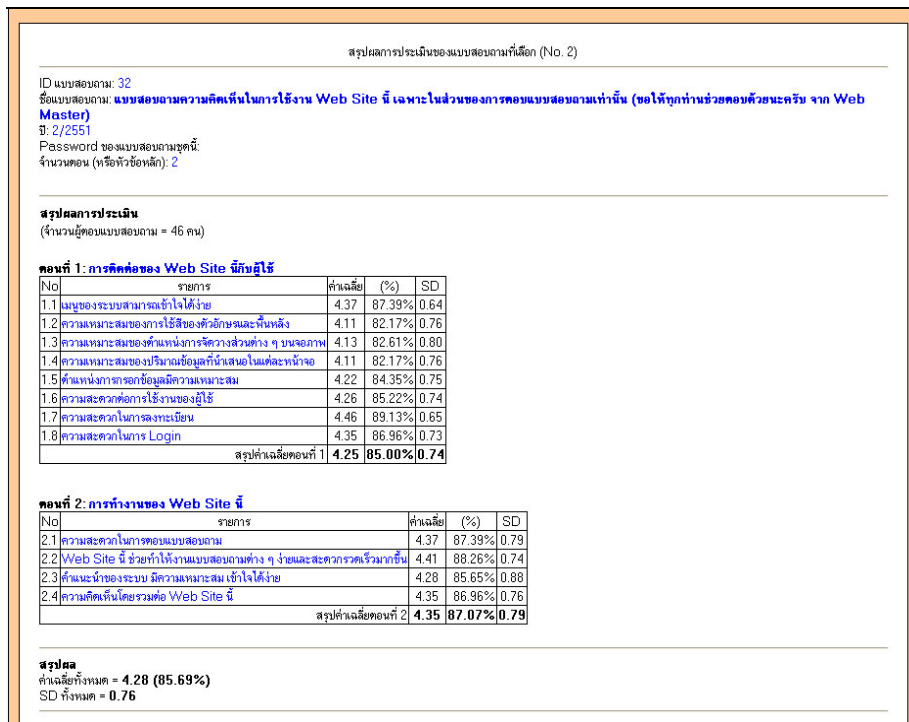 สรุปผลการประเมินของแบบสอบถามที่เลือก (No. 2)
ID แบบสอบถาม: 32
ชื่อแบบสอบถาม: แบบสอบถามความคิดเห็นในการใช้งาน Web Site นี้ เฉพาะในส่วนของการตอบแบบสอบถามเท่านั้น (ขอให้ทุกท่านช่วยตอบด้วยนะครับ จาก Web
Master)
ปี: 2/2551
Password ของแบบสอบถามชุดนี้:
จำนวนตอน (หรือหัวข้อหลัก): 2
สรุปผลการประเมิน
(จำนวนผู้ตอบแบบสอบถาม = 46 คน)
ตอนที่ 1: การติดต่อของ Web Site นี้กับผู้ใช้
No รายการ ค่าเฉลี่ย (%) SD
1.1 เมนูของระบบสามารถเข้าใจได้ง่าย 4.37 87.39% 0.64
1.2 ความเหมาะสมของการใช้สีของตัวอักษรและพื้นหลัง 4.11 82.17% 0.76
1.3 ความเหมาะสมของตำแหน่งการจัดวางส่วนต่าง ๆ บนจอภาพ 4.13 82.61% 0.80
1.4 ความเหมาะสมของปริมาณข้อมูลที่นำเสนอในแต่ละหน้าจอ 4.11 82.17% 0.76
1.5 ตำแหน่งการกรอกข้อมูลมีความเหมาะสม 4.22 84.35% 0.75
1.6 ความสะดวกต่อการใช้งานของผู้ใช้ 4.26 85.22% 0.74
1.7 ความสะดวกในการลงทะเบียน 4.46 89.13% 0.65
1.8 ความสะดวกในการ Login 4.35 86.96% 0.73
สรุปค่าเฉลี่ยตอนที่ 1 4.25 85.00% 0.74
ตอนที่ 2: การทำงานของ Web Site นี้
No รายการ ค่าเฉลี่ย (%) SD
2.1 ความสะดวกในการตอบแบบสอบถาม 4.37 87.39% 0.79
2.2 Web Site นี้ ช่วยทำให้งานแบบสอบถามต่าง ๆ ง่ายและสะดวกรวดเร็วมากขึ้น 4.41 88.26% 0.74
2.3 คำแนะนำของระบบ มีความเหมาะสม เข้าใจได้ง่าย 4.28 85.65% 0.88
2.4 ความคิดเห็นโดยรวมต่อ Web Site นี้ 4.35 86.96% 0.76
สรุปค่าเฉลี่ยตอนที่ 2 4.35 87.07% 0.79
สรุปผล
ค่าเฉลี่ยทั้งหมด = 4.28 (85.69%)
SD ทั้งหมด = 0.76